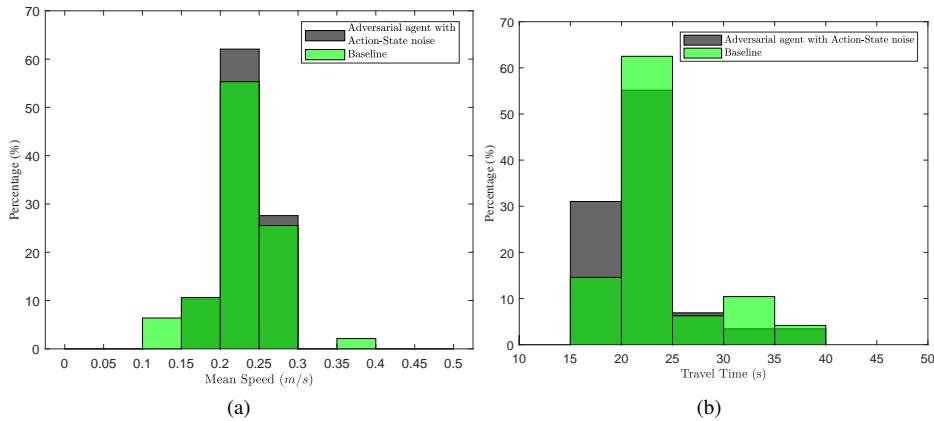 70
60
50
40
30
20
10
0
Percentage (%)
0 0.05 0.1 0.15 0.2 0.25 0.3 0.35 0.4 0.45 0.5
Mean Speed (m/s)
Adversarial agent with
Action-State noise
Baseline
(a)
70
60
50
40
30
20
10
0
Percentage (%)
10 15 20 25 30 35 40 45 50
Travel Time (s)
Adversarial agent with Action-State noise
Baseline
(b)